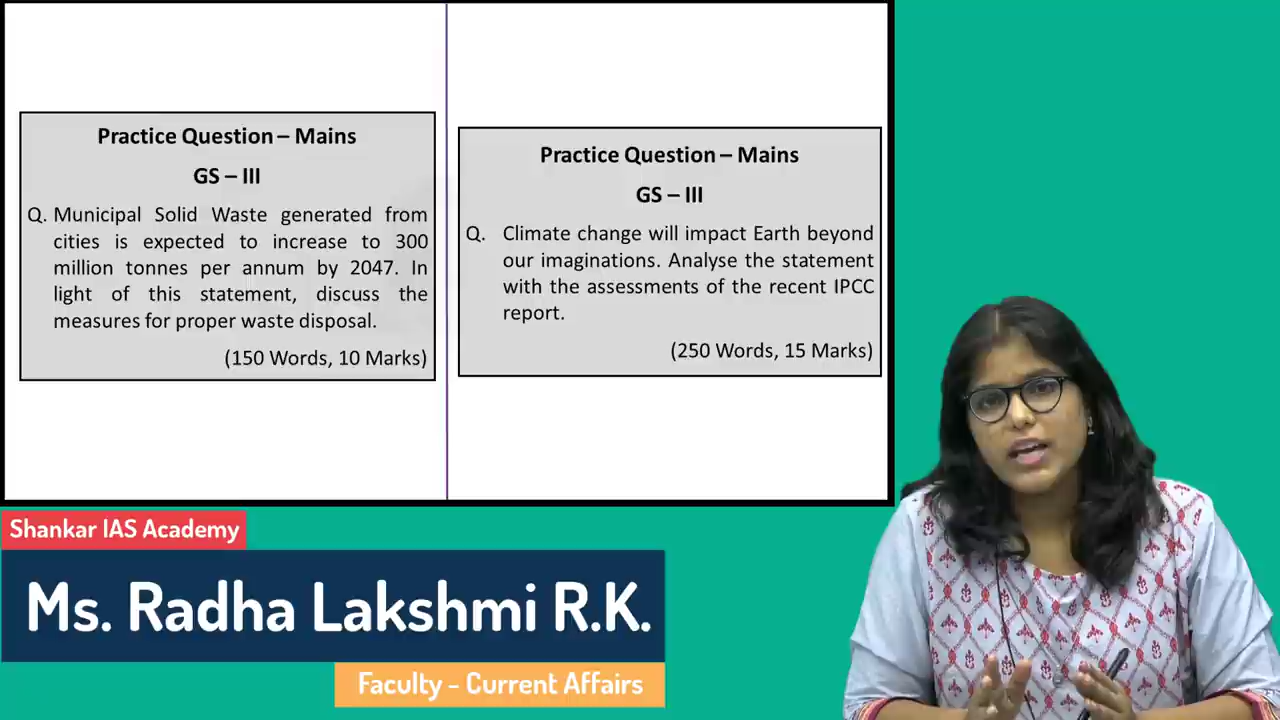 Practice Question – Mains
GS – III
Q. Municipal Solid Waste generated from
cities is expected to increase to 300
million tonnes per annum by 2047. In
light of this statement, discuss the
measures for proper waste disposal.
(150 Words, 10 Marks)
Practice Question – Mains
GS – III
Q. Climate change will impact Earth beyond
our imaginations. Analyse the statement
with the assessments of the recent IPCC
report.
(250 Words, 15 Marks)
Shankar IAS Academy
Ms. Radha Lakshmi R.K.
Faculty - Current Affairs